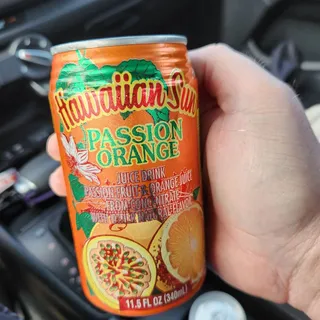 Hawaiian Sun
PASSION
ORANGE
JUICE DRINK
PASSION FRUIT & ORANGE JUICE
FROM CONCENTRATE
11.5 FL OZ (340mL)